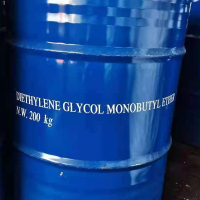 DIETHYLENE GLYCOL MONOBUTYL ETHER
N.W. 200 kg